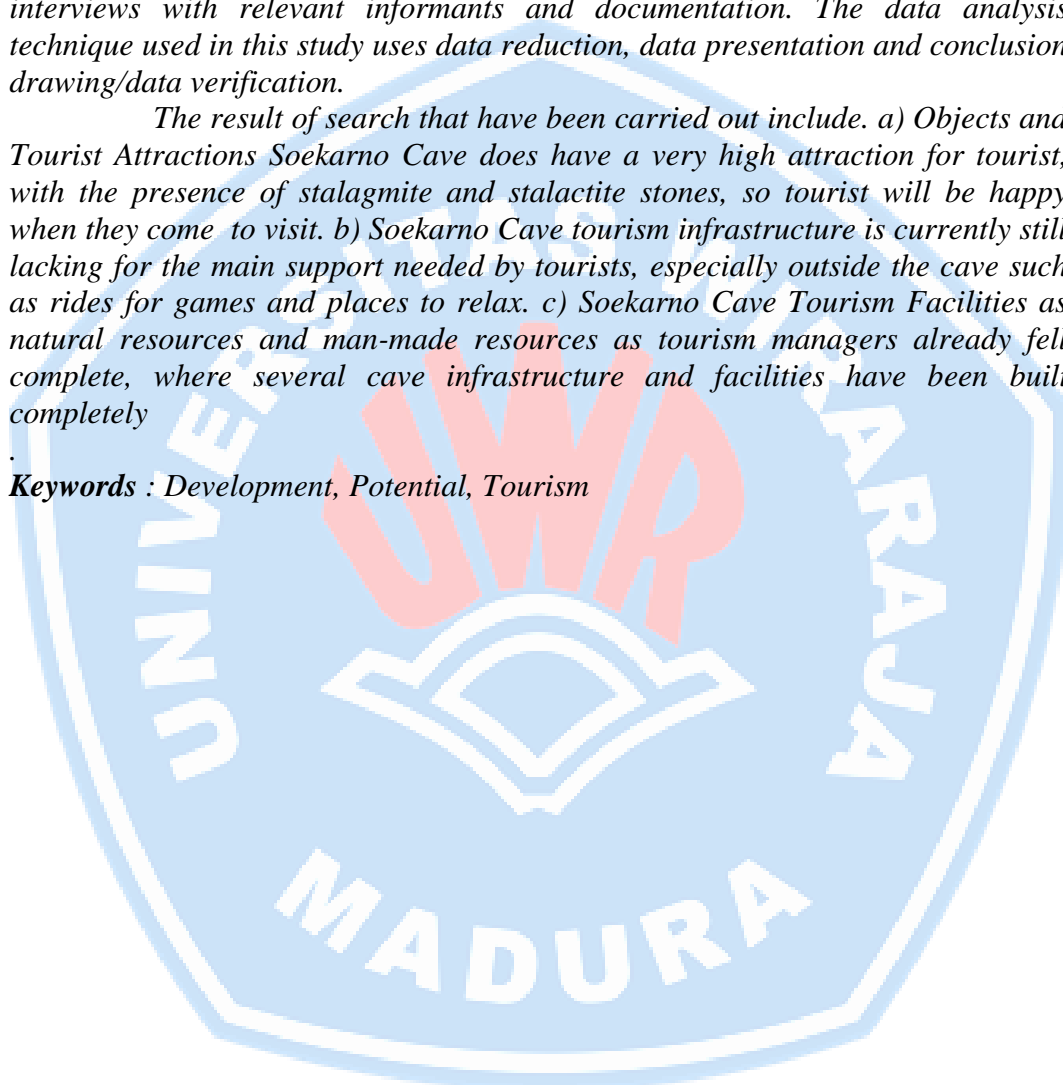 interviews with relevant informants and documentation. The data analysis
technique used in this study uses data reduction, data presentation and conclusion
drawing/data verification.
The result of search that have been carried out include. a) Objects and
Tourist Attractions Soekarno Cave does have a very high attraction for tourist,
with the presence of stalagmite and stalactite stones, so tourist will be happy
when they come to visit. b) Soekarno Cave tourism infrastructure is currently still
lacking for the main support needed by tourists, especially outside the cave such
as rides for games and places to relax. c) Soekarno Cave Tourism Facilities as
natural resources and man-made resources as tourism managers already fell
complete, where several cave infrastructure and facilities have been built
completely
.
Keywords : Development, Potential, Tourism
UNIVERSITAS WIRARAJA
UWR
MADURA